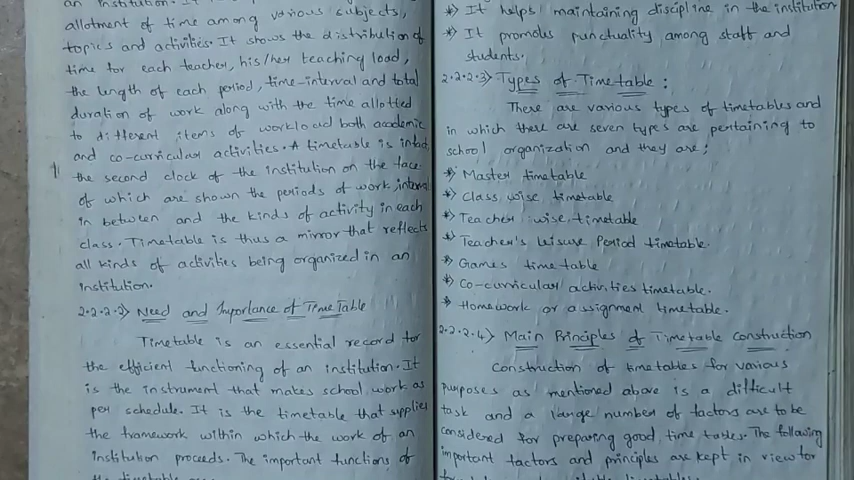 an institution. It
allotment of time among various subjects,
topics and activities. It shows the distribution of
time for each teacher, his/her teaching load,
the length of each period, time-interval and total
duration of work along with the time allotted
to different items of workload both academic
and co-curricular activities. A timetable is infact,
the second clock of the institution on the face
of which are shown the periods of work, interval
in between and the kinds of activity in each
class. Timetable is thus a mirror that reflects
all kinds of activities being organized in an
institution.
2.2.2.2) Need and Importance of Time Table
Timetable is an essential record for
the efficient functioning of an institution. It
is the instrument that makes school work as
per schedule. It is the timetable that supplies
the framework within which the work of an
institution proceeds. The important functions of
the timetable are
*) It helps maintaining discipline in the institution
*) It promotes punctuality among staff and
students.
2.2.2.3) Types of Timetable :
There are various types of timetables and
in which there are seven types are pertaining to
school organization and they are;
*) Master timetable
*) Class wise timetable
*) Teacher wise timetable
*) Teacher's leisure Period timetable.
*) Games time table
*) Co-curricular activities timetable.
*) Homework or assignment timetable.
2.2.2.4) Main Principles of Timetable Construction
Construction of timetables for various
purposes as mentioned above is a difficult
task and a large number of factors are to be
considered for preparing good, time tables. The following
important factors and principles are kept in view for